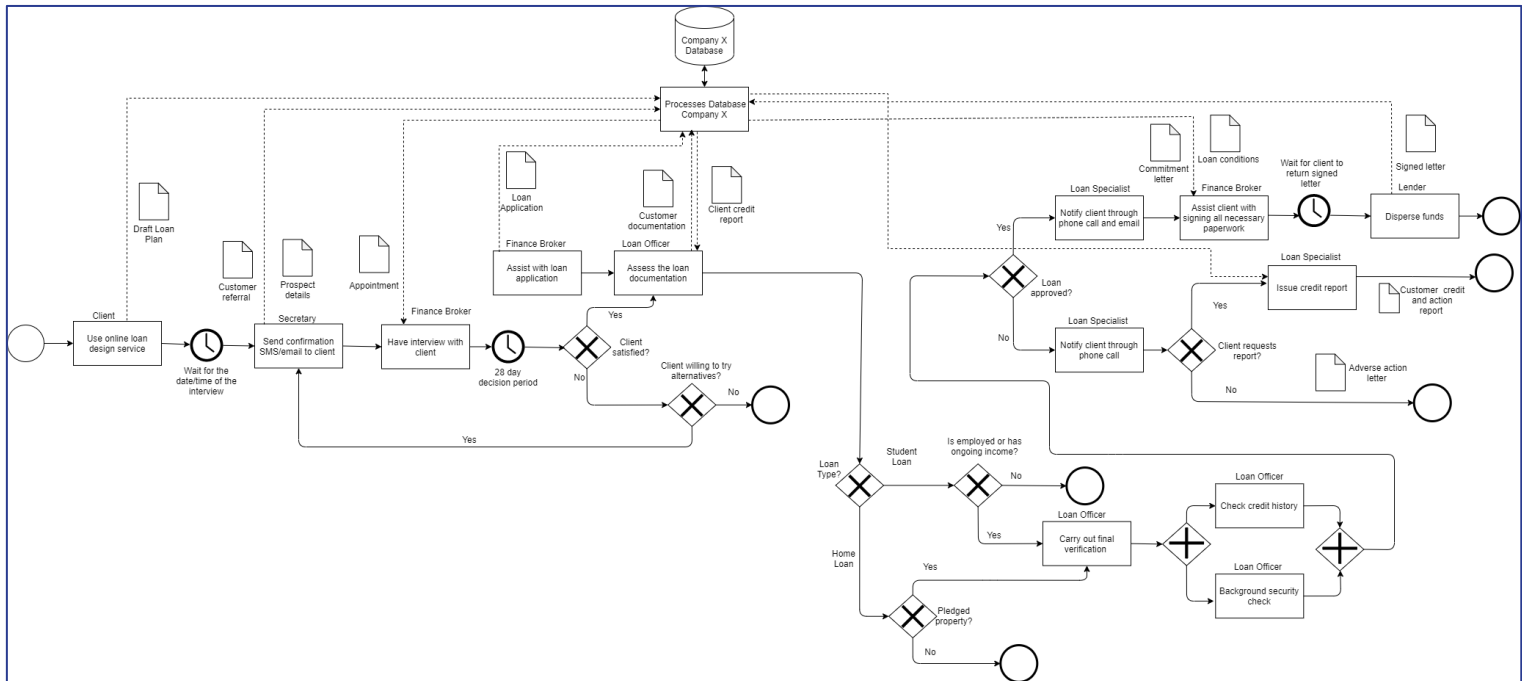 Company X
Database
Processes Database
Company X
Draft Loan
Plan
Customer
referral
Prospect
details
Appointment
Loan
Application
Customer
documentation
Client credit
report
Client
Use online loan
design service
Wait for the
date/time of the
interview
Secretary
Send confirmation
SMS/email to client
Finance Broker
Have interview with
client
28 day
decision period
Finance Broker
Assist with loan
application
Loan Officer
Assess the loan
documentation
Yes
Client
satisfied?
No
Client willing to try
alternatives?
No
Yes
Loan
Type?
Student
Loan
Home
Loan
Is employed or has
ongoing income?
No
Yes
Pledged
property?
Yes
No
Loan Officer
Carry out final
verification
Loan Officer
Check credit history
Loan Officer
Background security
check
Loan
approved?
Yes
No
Loan Specialist
Notify client through
phone call and email
Commitment
letter
Loan conditions
Finance Broker
Assist client with
signing all necessary
paperwork
Wait for client to
return signed
letter
Signed letter
Lender
Disperse funds
Loan Specialist
Notify client through
phone call
Client requests
report?
Yes
No
Loan Specialist
Issue credit report
Customer credit
and action
report
Adverse action
letter